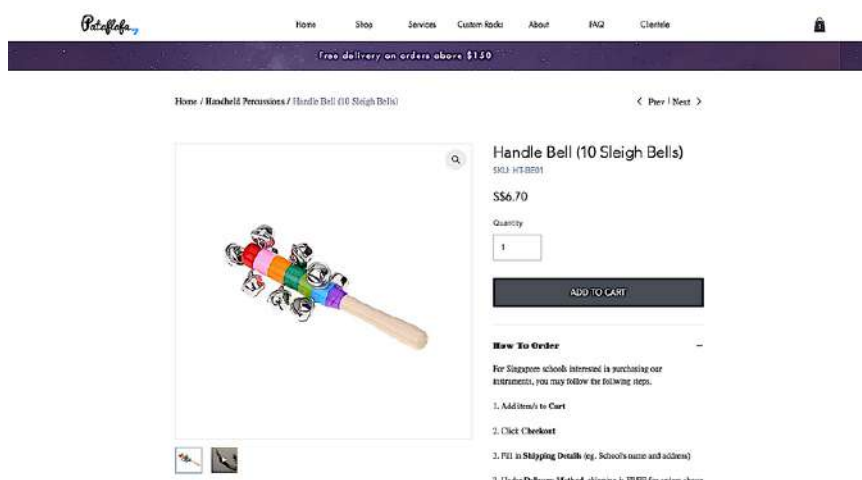 Pataflafa
Home Shop Services Custom Racks About FAQ Clientele
Free delivery on orders above $150
Home / Handheld Percussions / Handle Bell (10 Sleigh Bells)
< Prev | Next >
Handle Bell (10 Sleigh Bells)
SKU: HT-BE01
S$6.70
Quantity
1
ADD TO CART
How To Order
For Singapore schools interested in purchasing our
instruments, you may follow the following steps.
1. Add item/s to Cart
2. Click Checkout
3. Fill in Shipping Details (eg. School's name and address)